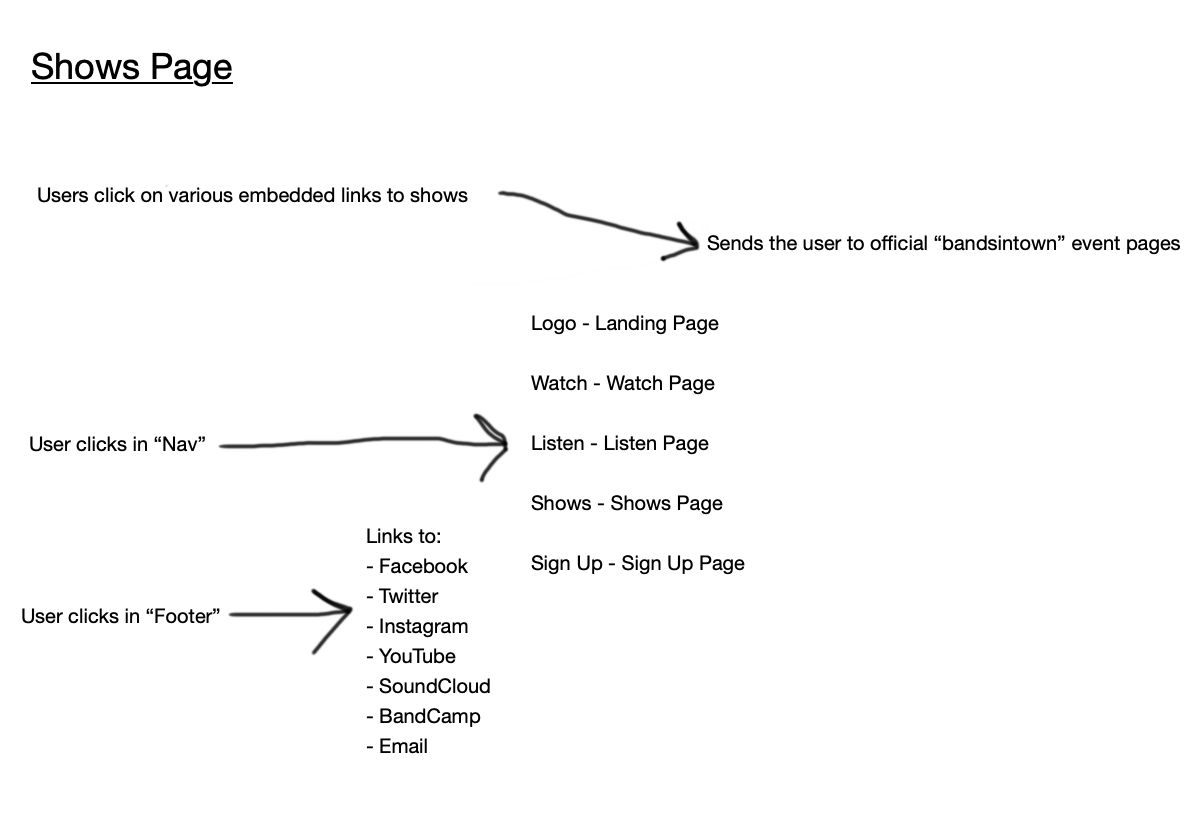 Shows Page
Users click on various embedded links to shows
Sends the user to official “bandsintown” event pages
Logo - Landing Page
Watch - Watch Page
User clicks in “Nav”
Listen - Listen Page
Shows - Shows Page
Sign Up - Sign Up Page
User clicks in “Footer”
Links to:
- Facebook
- Twitter
- Instagram
- YouTube
- SoundCloud
- BandCamp
- Email